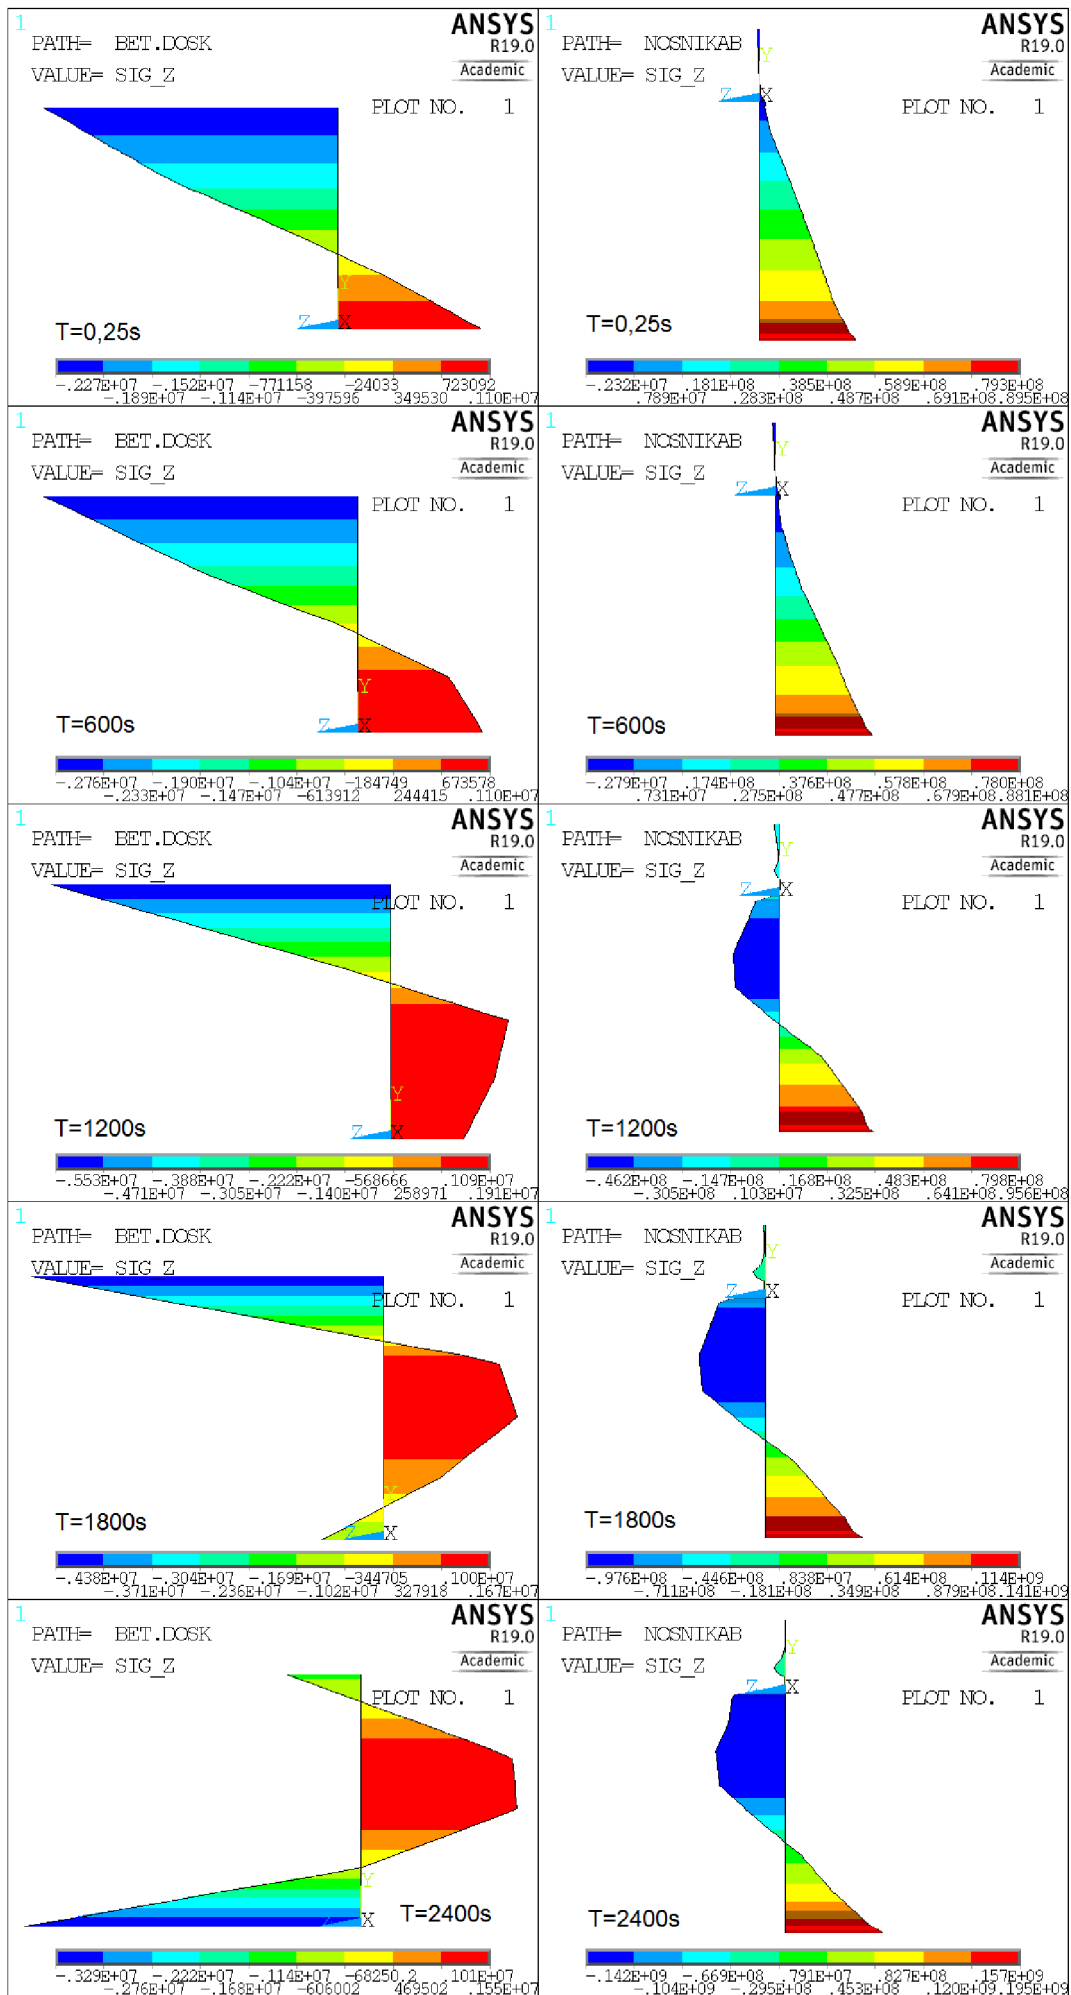 1
ANSYS
R19.0
Academic
PATH= BET.DOSK
VALUE= SIG_Z
PLOT NO. 1
Y
Z X
T=0,25s
-.227E+07 -.152E+07 -771158 -24033 723092
-.189E+07 -.114E+07 -397596 349530 .110E+07
1
ANSYS
R19.0
Academic
PATH= NOSNIKAB
VALUE= SIG_Z
PLOT NO. 1
Y
Z X
T=0,25s
-.232E+07 .181E+08 .385E+08 .589E+08 .793E+08
.789E+07 .283E+08 .487E+08 .691E+08 .895E+08
1
ANSYS
R19.0
Academic
PATH= BET.DOSK
VALUE= SIG_Z
PLOT NO. 1
Y
Z X
T=600s
-.276E+07 -.190E+07 -.104E+07 -184749 673578
-.233E+07 -.147E+07 -613912 244415 .110E+07
1
ANSYS
R19.0
Academic
PATH= NOSNIKAB
VALUE= SIG_Z
PLOT NO. 1
Y
Z X
T=600s
-.279E+07 .174E+08 .376E+08 .578E+08 .780E+08
.731E+07 .275E+08 .477E+08 .679E+08 .881E+08
1
ANSYS
R19.0
Academic
PATH= BET.DOSK
VALUE= SIG_Z
PLOT NO. 1
Y
Z X
T=1200s
-.553E+07 -.388E+07 -.222E+07 -568666 .109E+07
-.471E+07 -.305E+07 -.140E+07 258971 .191E+07
1
ANSYS
R19.0
Academic
PATH= NOSNIKAB
VALUE= SIG_Z
PLOT NO. 1
Y
Z X
T=1200s
-.462E+08 -.147E+08 .168E+08 .483E+08 .798E+08
-.305E+08 .103E+07 .325E+08 .641E+08 .956E+08
1
ANSYS
R19.0
Academic
PATH= BET.DOSK
VALUE= SIG_Z
PLOT NO. 1
Y
Z X
T=1800s
-.438E+07 -.304E+07 -.169E+07 -344705 .100E+07
-.371E+07 -.236E+07 -.102E+07 327918 .167E+07
1
ANSYS
R19.0
Academic
PATH= NOSNIKAB
VALUE= SIG_Z
PLOT NO. 1
Y
Z X
T=1800s
-.976E+08 -.446E+08 .838E+07 .614E+08 .114E+09
-.711E+08 -.181E+08 .349E+08 .879E+08 .141E+09
1
ANSYS
R19.0
Academic
PATH= BET.DOSK
VALUE= SIG_Z
PLOT NO. 1
Y
Z X
T=2400s
-.329E+07 -.222E+07 -.114E+07 -68250.2 .101E+07
-.276E+07 -.168E+07 -606002 469502 .155E+07
1
ANSYS
R19.0
Academic
PATH= NOSNIKAB
VALUE= SIG_Z
PLOT NO. 1
Y
Z X
T=2400s
-.142E+09 -.669E+08 .791E+07 .827E+08 .157E+09
-.104E+09 -.295E+08 .453E+08 .120E+09 .195E+09